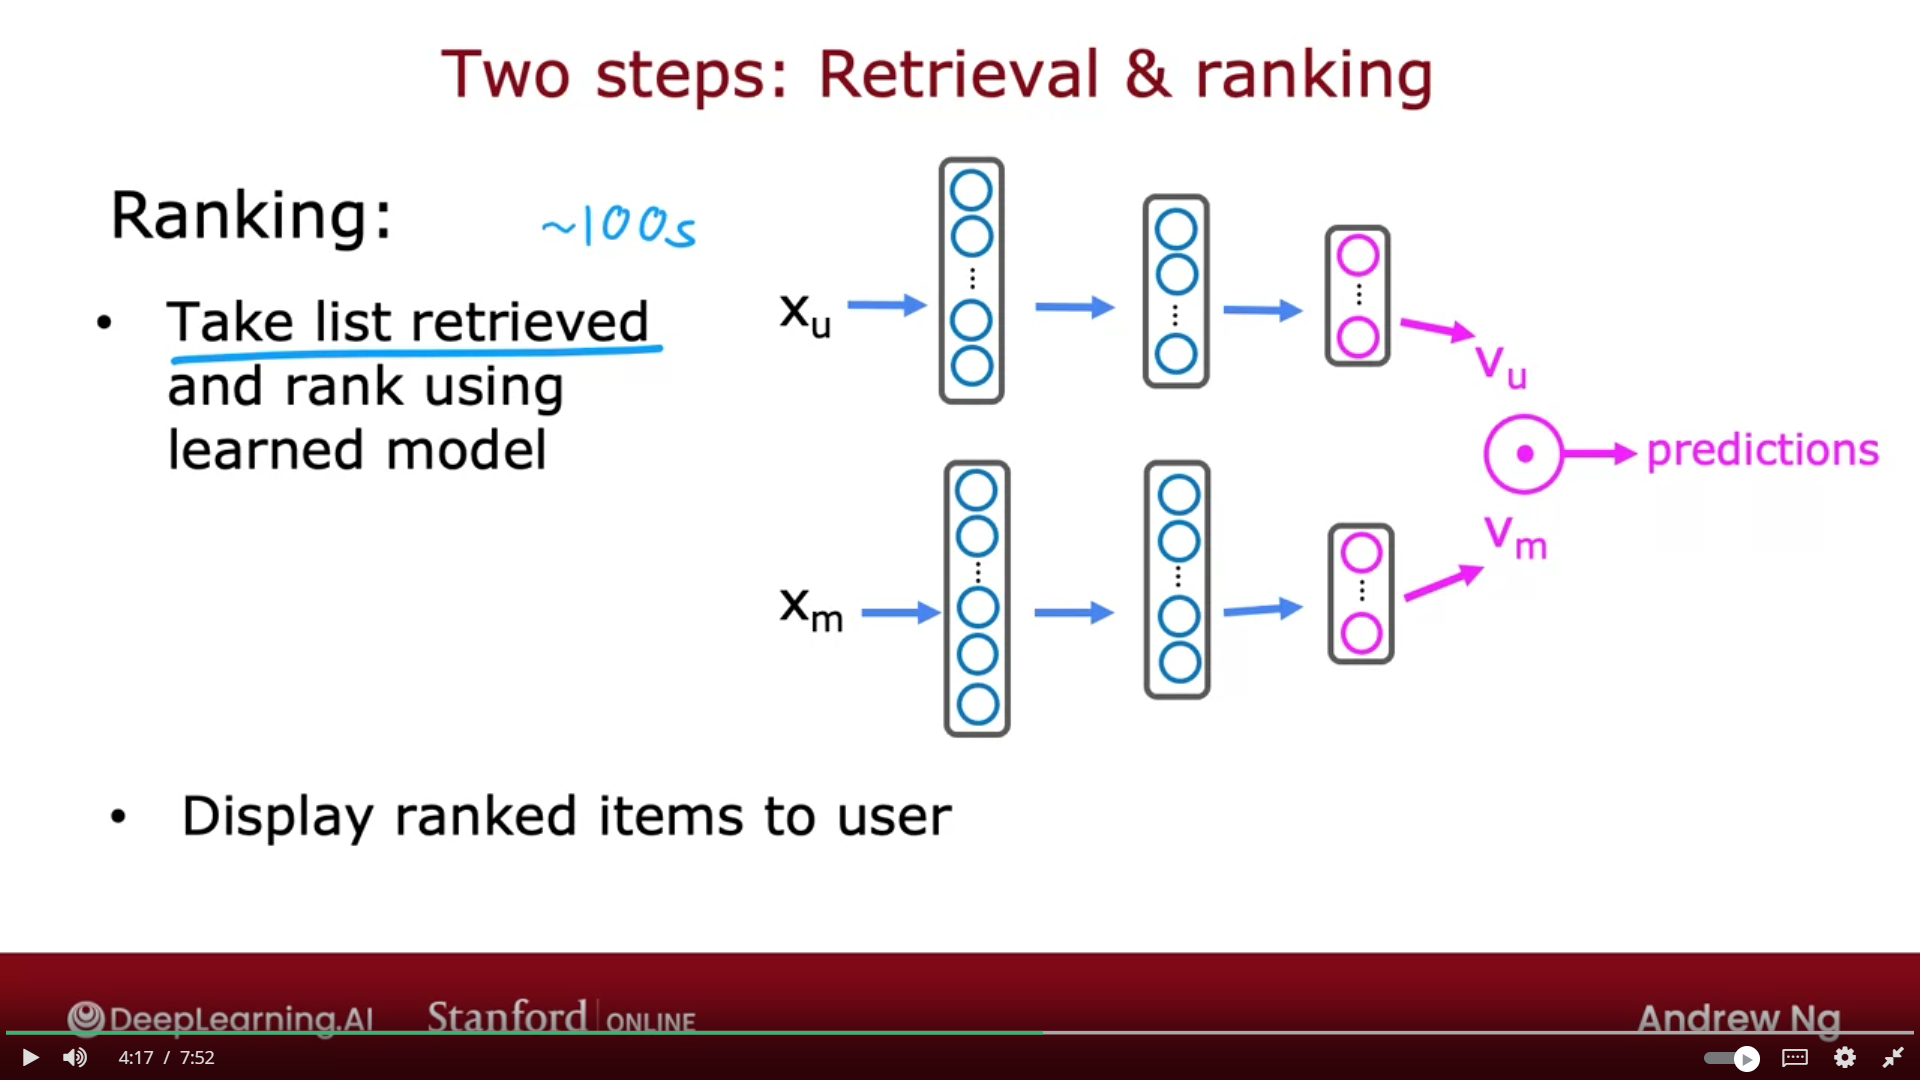 Two steps: Retrieval & ranking
Ranking:
~100s
• Take list retrieved
and rank using
learned model
x_u
v_u
predictions
v_m
x_m
• Display ranked items to user
DeepLearning.AI
Stanford | ONLINE
Andrew Ng
4:17 / 7:52